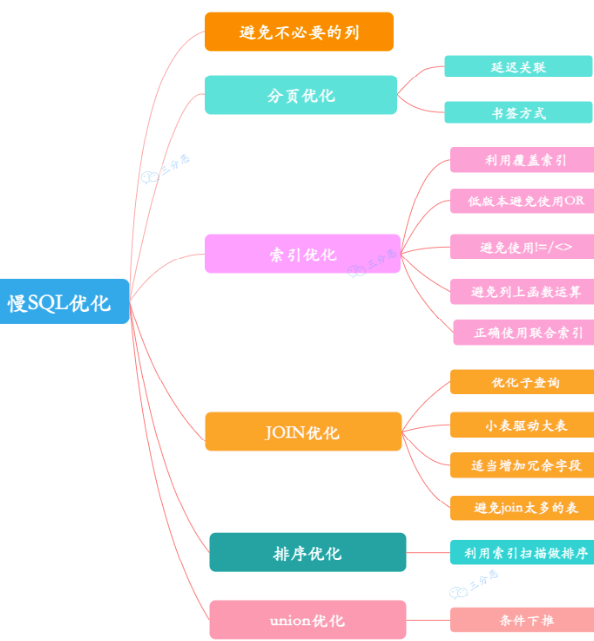 慢SQL优化
避免不必要的列
分页优化
延迟关联
书签方式
索引优化
利用覆盖索引
低版本避免使用OR
避免使用!=/<>
避免列上函数运算
正确使用联合索引
JOIN优化
优化子查询
小表驱动大表
适当增加冗余字段
避免join太多的表
排序优化
利用索引扫描做排序
union优化
条件下推
三分恶
三分恶
三分恶